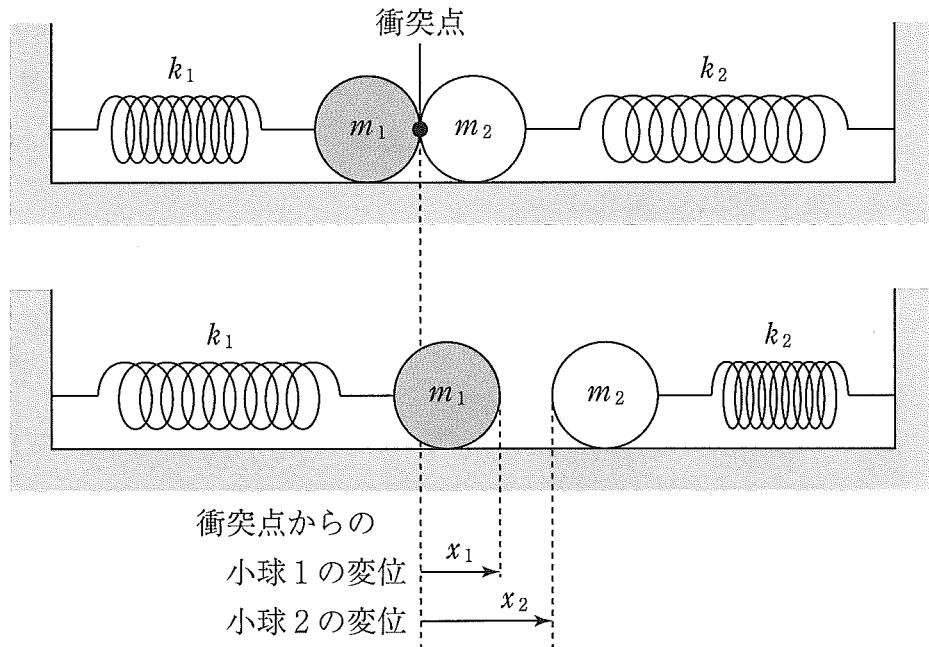 衝突点
k₁ k₂
m₁ m₂
k₁ k₂
m₁ m₂
衝突点からの
小球1の変位 x₁
小球2の変位 x₂